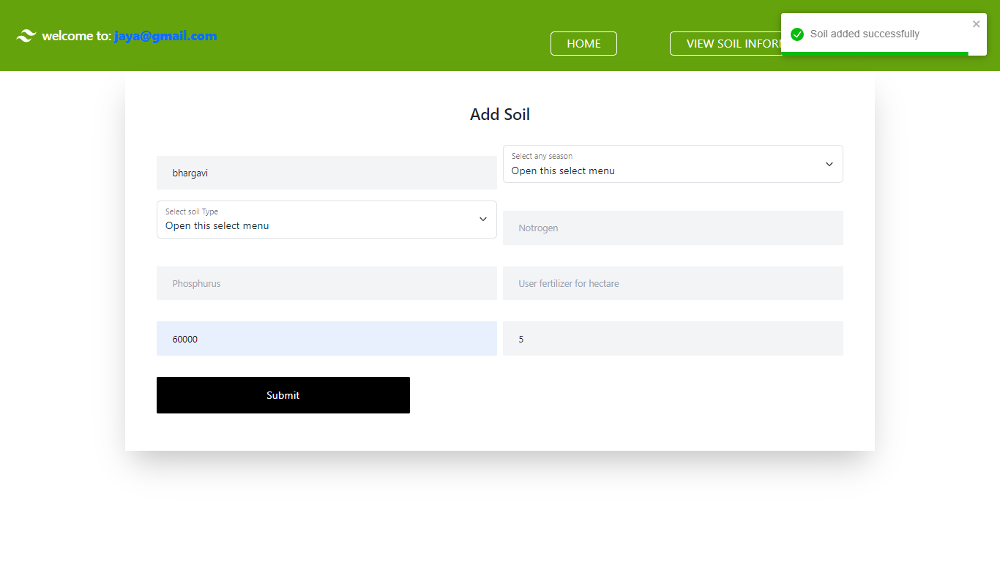 welcome to: jaya@gmail.com
HOME
VIEW SOIL INFOR
Soil added successfully
Add Soil
bhargavi
Select any season
Open this select menu
Select soil Type
Open this select menu
Notrogen
Phosphurus
User fertilizer for hectare
60000
5
Submit